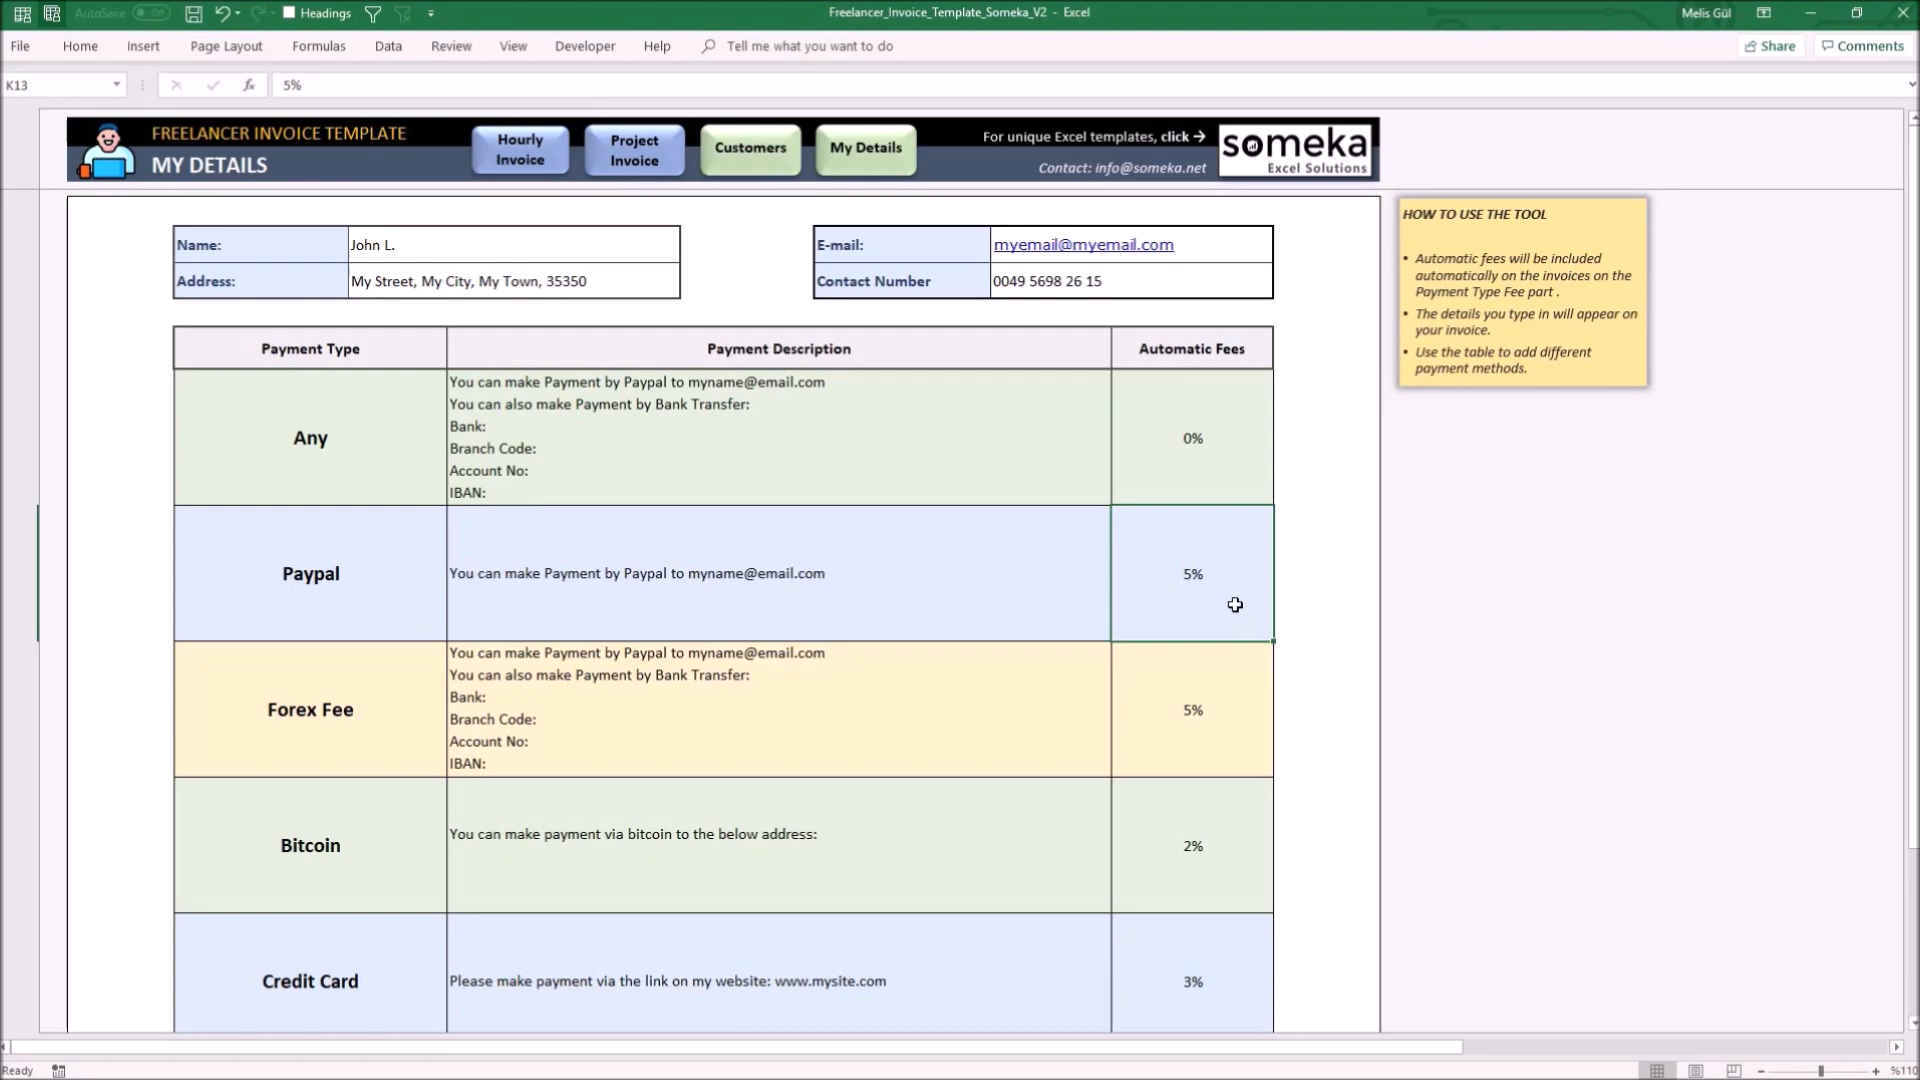 AutoSave Off Headings Freelancer_Invoice_Template_Someka_V2 - Excel Melis Gül
File Home Insert Page Layout Formulas Data Review View Developer Help Tell me what you want to do Share Comments
K13 fx 5%
FREELANCER INVOICE TEMPLATE
MY DETAILS
Hourly
Invoice
Project
Invoice
Customers
My Details
For unique Excel templates, click →
Contact: info@someka.net
someka
Excel Solutions
Name: John L.
Address: My Street, My City, My Town, 35350
E-mail: myemail@myemail.com
Contact Number 0049 5698 26 15
HOW TO USE THE TOOL
• Automatic fees will be included
automatically on the invoices on the
Payment Type Fee part .
• The details you type in will appear on
your invoice.
• Use the table to add different
payment methods.
Payment Type Payment Description Automatic Fees
Any
You can make Payment by Paypal to myname@email.com
You can also make Payment by Bank Transfer:
Bank:
Branch Code:
Account No:
IBAN:
0%
Paypal You can make Payment by Paypal to myname@email.com 5%
Forex Fee
You can make Payment by Paypal to myname@email.com
You can also make Payment by Bank Transfer:
Bank:
Branch Code:
Account No:
IBAN:
5%
Bitcoin You can make payment via bitcoin to the below address: 2%
Credit Card Please make payment via the link on my website: www.mysite.com 3%
Ready %110